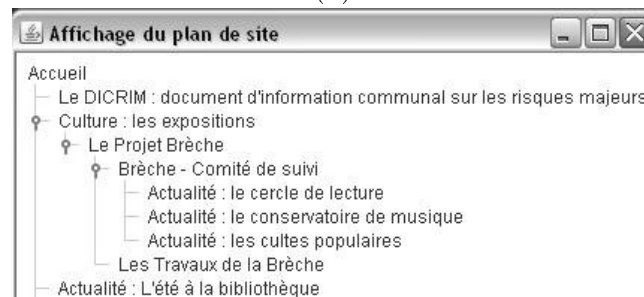 Affichage du plan de site
Accueil
Le DICRIM : document d'information communal sur les risques majeurs
Culture : les expositions
Le Projet Brèche
Brèche - Comité de suivi
Actualité : le cercle de lecture
Actualité : le conservatoire de musique
Actualité : les cultes populaires
Les Travaux de la Brèche
Actualité : L'été à la bibliothèque